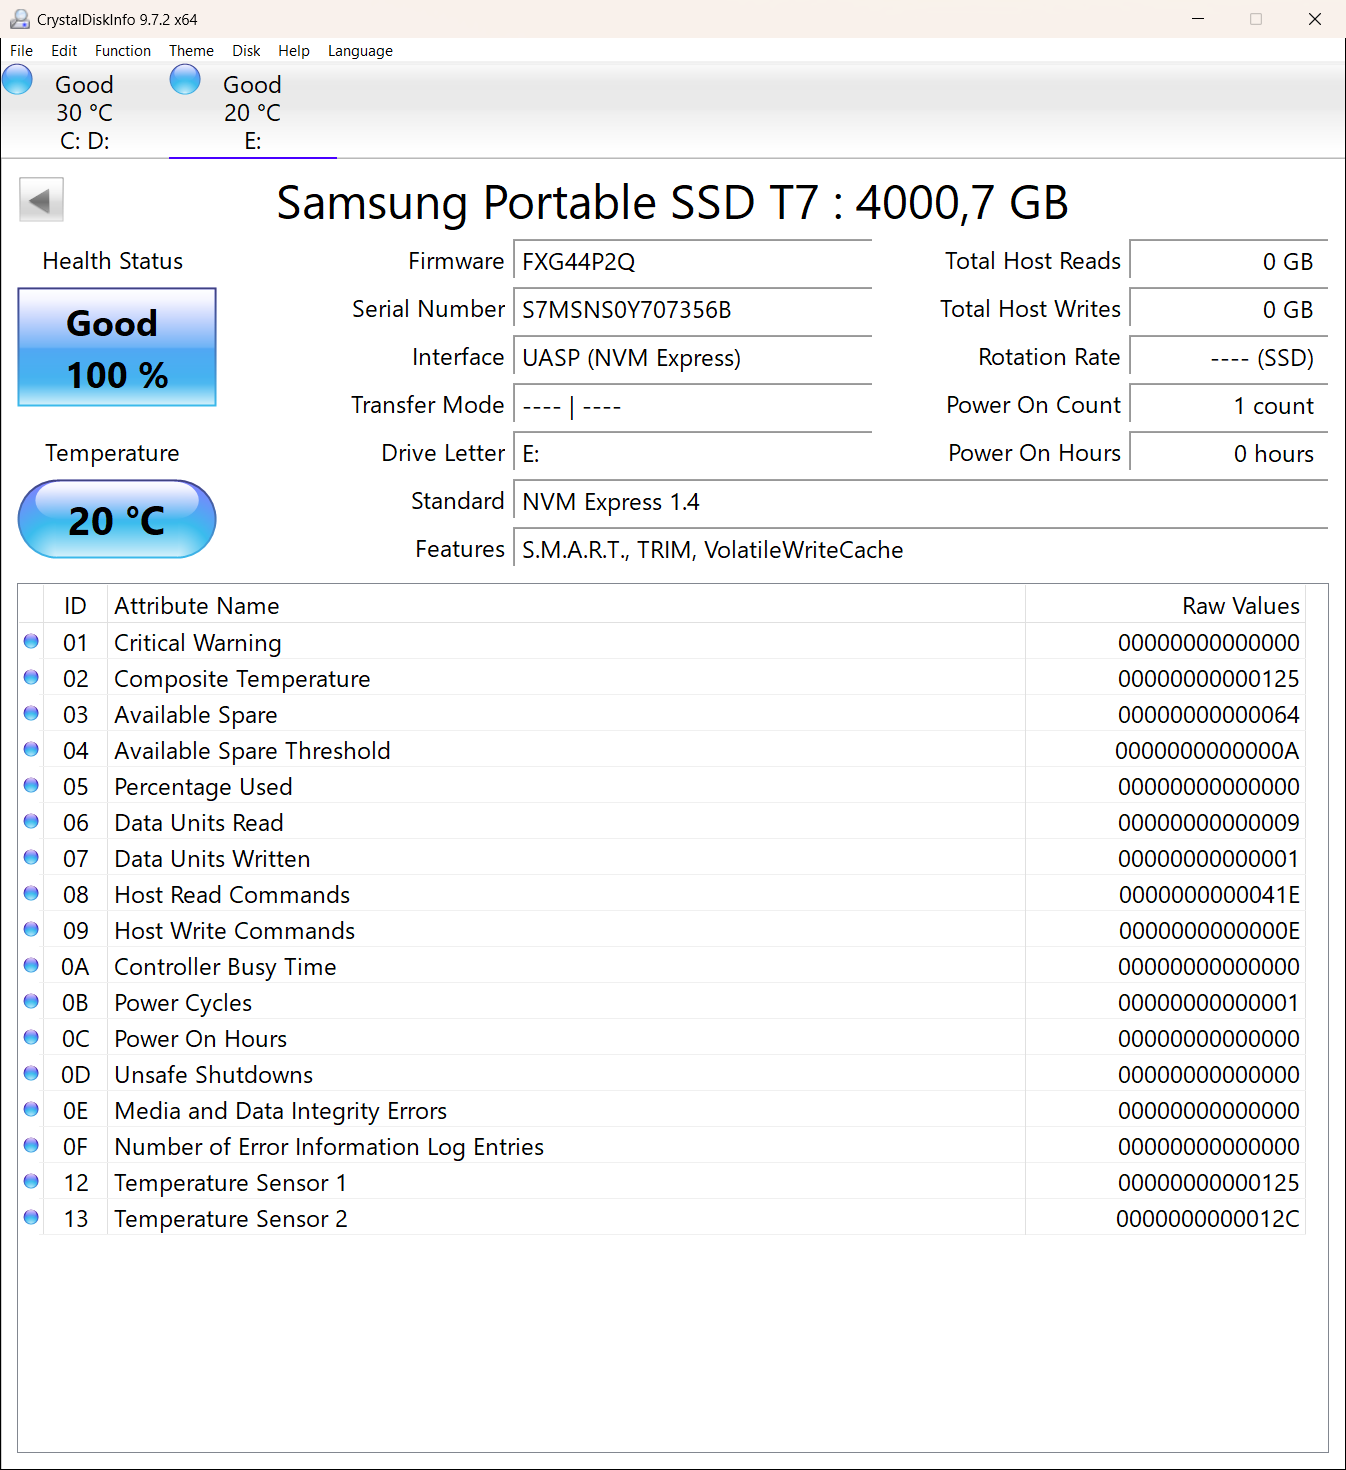 CrystalDiskInfo 9.7.2 x64
File Edit Function Theme Disk Help Language
Good
30 °C
C: D:
Good
20 °C
E:
Samsung Portable SSD T7 : 4000,7 GB
Health Status
Good
100 %
Temperature
20 °C
Firmware FXG44P2Q
Serial Number S7MSNS0Y707356B
Interface UASP (NVM Express)
Transfer Mode ---- | ----
Drive Letter E:
Standard NVM Express 1.4
Features S.M.A.R.T., TRIM, VolatileWriteCache
Total Host Reads 0 GB
Total Host Writes 0 GB
Rotation Rate ---- (SSD)
Power On Count 1 count
Power On Hours 0 hours
ID Attribute Name Raw Values
01 Critical Warning 00000000000000
02 Composite Temperature 00000000000125
03 Available Spare 00000000000064
04 Available Spare Threshold 0000000000000A
05 Percentage Used 00000000000000
06 Data Units Read 00000000000009
07 Data Units Written 00000000000001
08 Host Read Commands 0000000000041E
09 Host Write Commands 0000000000000E
0A Controller Busy Time 00000000000000
0B Power Cycles 00000000000001
0C Power On Hours 00000000000000
0D Unsafe Shutdowns 00000000000000
0E Media and Data Integrity Errors 00000000000000
0F Number of Error Information Log Entries 00000000000000
12 Temperature Sensor 1 00000000000125
13 Temperature Sensor 2 0000000000012C